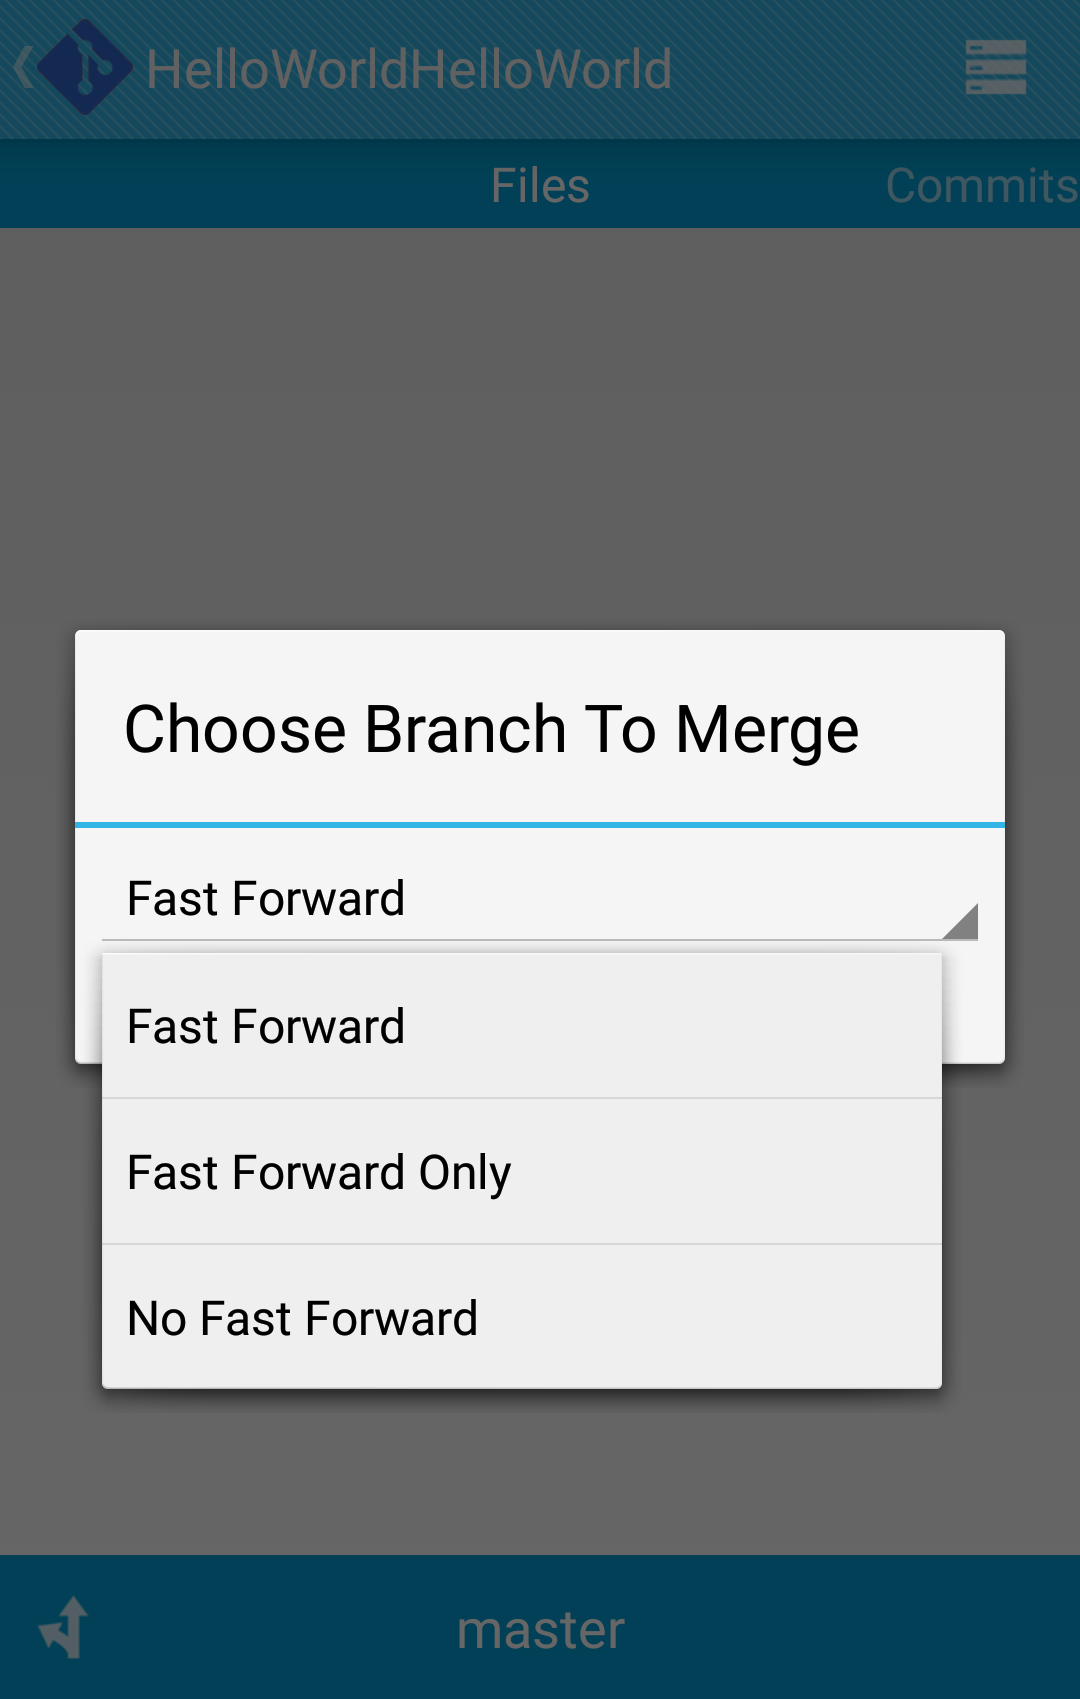 HelloWorldHelloWorld
Files
Commits
Choose Branch To Merge
Fast Forward
Fast Forward
Fast Forward Only
No Fast Forward
master